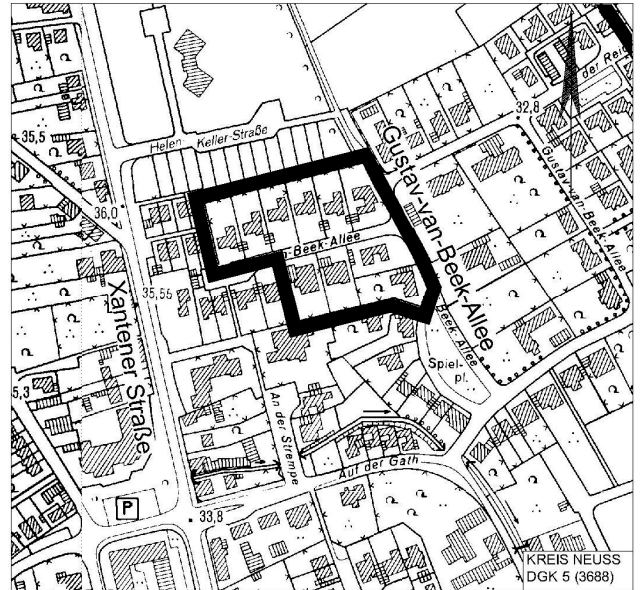 der Reih
32,8
35,5
Helen-Keller-Straße
Gustav-van-Beek-Allee
Gustav-van-Beek-Allee
36,0
n-Beek-Allee
35,55
Xantener Straße
Beek-Allee
Spiel-
pl.
5,3
An der Strempe
Auf der Gath
P
33,8
KREIS NEUSS
DGK 5 (3688)